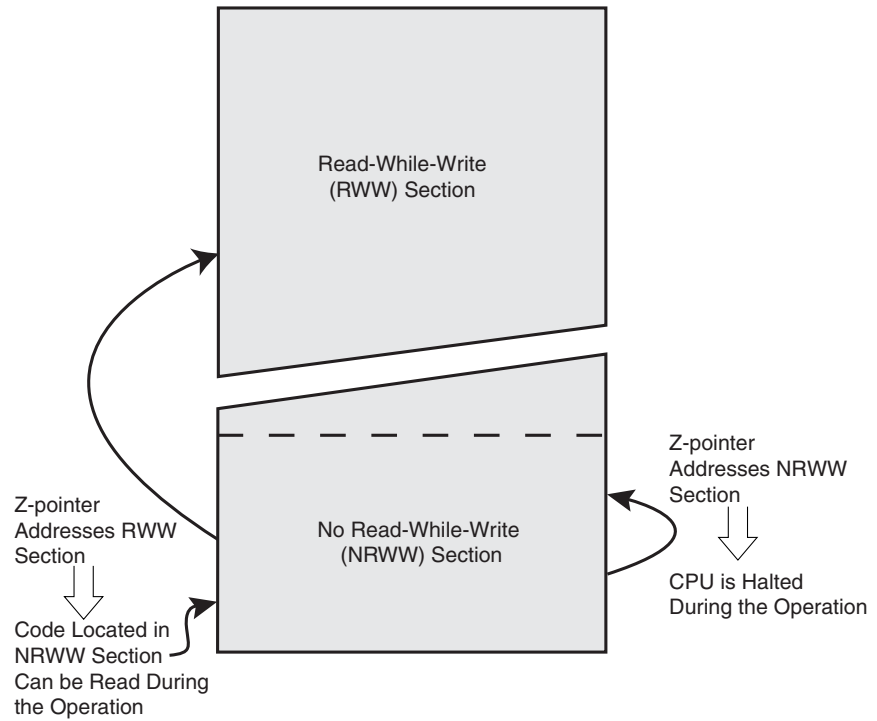 Read-While-Write
(RWW) Section
Z-pointer
Addresses NRWW
Section
Z-pointer
Addresses RWW
Section
No Read-While-Write
(NRWW) Section
CPU is Halted
During the Operation
Code Located in
NRWW Section
Can be Read During
the Operation